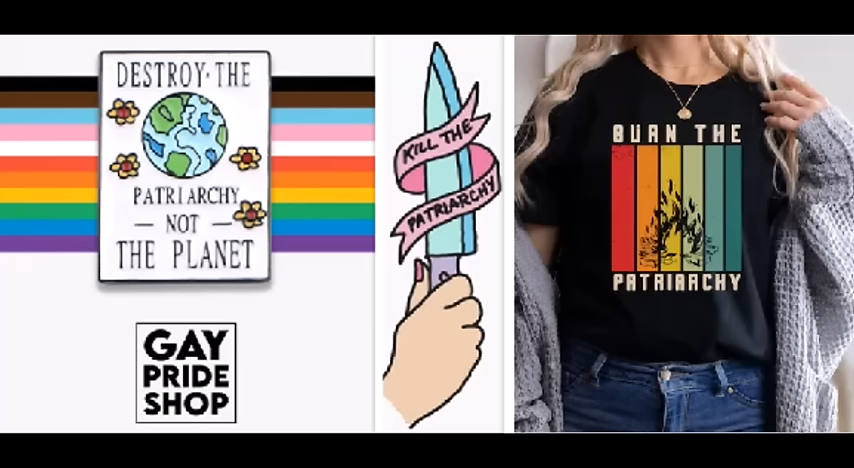 DESTROY·THE
PATRIARCHY
— NOT —
THE PLANET
GAY
PRIDE
SHOP
KILL THE
PATRIARCHY
BURN THE
PATRIARCHY